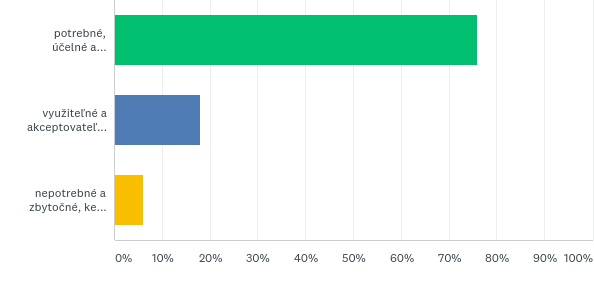 potrebné,
účelné a...
využiteľné a
akceptovateľ...
nepotrebné a
zbytočné, ke...
0% 10% 20% 30% 40% 50% 60% 70% 80% 90% 100%